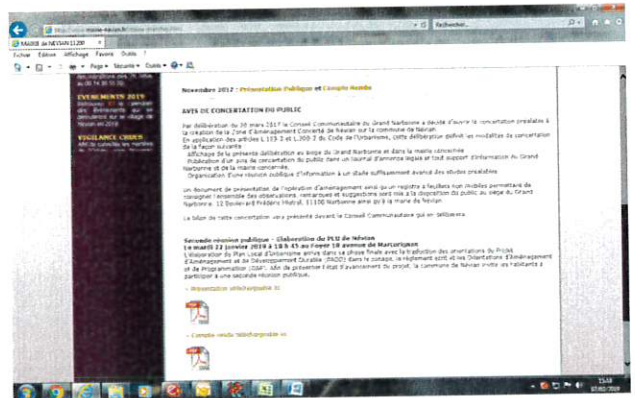 Rechercher...
MAIRIE de NEVIAN 11200
Fichier Edition Affichage Favoris Outils ?
Page Sécurité Outils
EVENEMENTS 2019
VIGILANCE CRUES
Novembre 2017 : Présentation Publique et Compte Rendu
AVIS DE CONCERTATION DU PUBLIC
Par délibération du 30 mars 2017 le Conseil Communautaire du Grand Narbonne a décidé d'ouvrir la concertation préalable à
la création de la Zone d'Aménagement Concerté de Névian sur la commune de Névian.
En application des articles L 103-2 et L.300-2 du Code de l'Urbanisme, cette délibération définit les modalités de concertation
de la façon suivante
Affichage de la présente délibération au siège du Grand Narbonne et dans la mairie concernée
Publication d'un avis de concertation du public dans un journal d'annonce légale et tout support d'information du Grand
Narbonne et de la mairie concernée.
Organisation d'une réunion publique d'information à un stade suffisamment avancé des études préalables
Un document de présentation de l'opération d'aménagement ainsi qu'un registre à feuillets non mobiles permettant de
consigner l'ensemble des observations, remarques et suggestions sont mis à la disposition du public au siège du Grand
Narbonne, 12 Boulevard Frédéric Mistral, 11100 Narbonne ainsi qu'à la mairie de Névian
Le bilan de cette concertation sera présenté devant le Conseil Communautaire qui en délibérera
Seconde réunion publique - Elaboration du PLU de Névian
Le mardi 22 janvier 2019 à 18 h 45 au Foyer 10 avenue de Marcorignan
L'élaboration du Plan Local d'Urbanisme arrive dans sa phase finale avec la traduction des orientations du Projet
d'Aménagement et de Développement Durable (PADD) dans le zonage, le règlement écrit et les Orientations d'Aménagement
et de Programmation (OAP). Afin de présenter l'état d'avancement du projet, la commune de Névian invite les habitants à
participer à une seconde réunion publique.
- Présentation téléchargeable ici
- Compte rendu téléchargeable ici
07/02/2019